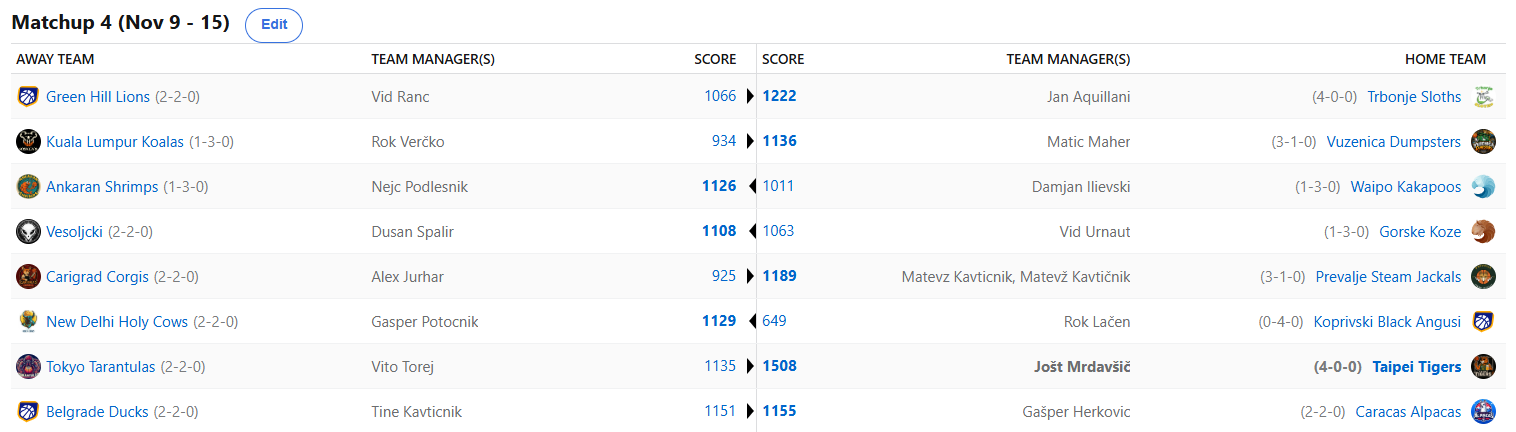 Matchup 4 (Nov 9 - 15) Edit
AWAY TEAM TEAM MANAGER(S) SCORE SCORE TEAM MANAGER(S) HOME TEAM
Green Hill Lions (2-2-0) Vid Ranc 1066 1222 Jan Aquillani (4-0-0) Trbonje Sloths
Kuala Lumpur Koalas (1-3-0) Rok Verčko 934 1136 Matic Maher (3-1-0) Vuzenica Dumpsters
Ankaran Shrimps (1-3-0) Nejc Podlesnik 1126 1011 Damjan Ilievski (1-3-0) Waipo Kakapoos
Vesoljcki (2-2-0) Dusan Spalir 1108 1063 Vid Urnaut (1-3-0) Gorske Koze
Carigrad Corgis (2-2-0) Alex Jurhar 925 1189 Matevz Kavticnik, Matevž Kavtičnik (3-1-0) Prevalje Steam Jackals
New Delhi Holy Cows (2-2-0) Gasper Potocnik 1129 649 Rok Lačen (0-4-0) Koprivski Black Angusi
Tokyo Tarantulas (2-2-0) Vito Torej 1135 1508 Jošt Mrdavšič (4-0-0) Taipei Tigers
Belgrade Ducks (2-2-0) Tine Kavticnik 1151 1155 Gašper Herkovic (2-2-0) Caracas Alpacas